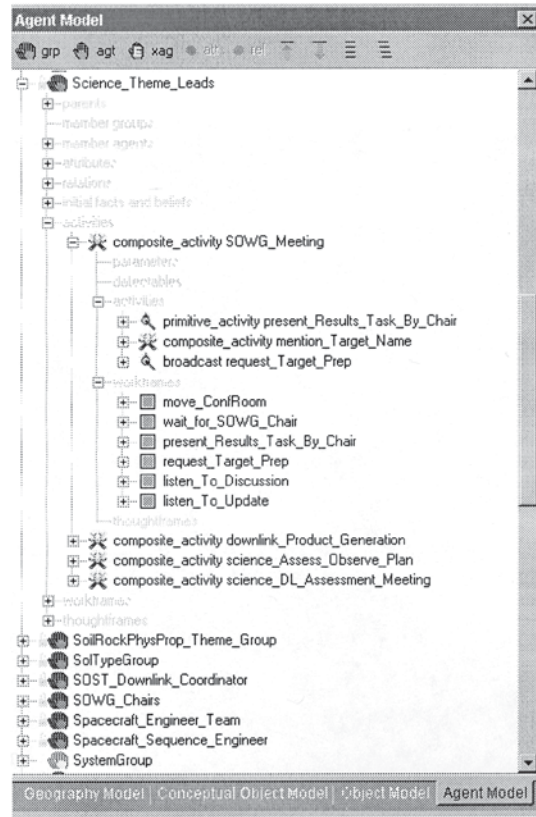 Agent Model
grp agt xag attr rel
Science_Theme_Leads
parents
member groups
member agents
attributes
relations
initial facts and beliefs
activities
composite_activity SOWG_Meeting
parameters
detectables
activities
primitive_activity present_Results_Task_By_Chair
composite_activity mention_Target_Name
broadcast request_Target_Prep
workframes
move_ConfRoom
wait_for_SOWG_Chair
present_Results_Task_By_Chair
request_Target_Prep
listen_To_Discussion
listen_To_Update
thoughtframes
composite_activity downlink_Product_Generation
composite_activity science_Assess_Observe_Plan
composite_activity science_DL_Assessment_Meeting
workframes
thoughtframes
SoilRockPhysProp_Theme_Group
SolTypeGroup
SOST_Downlink_Coordinator
SOWG_Chairs
Spacecraft_Engineer_Team
Spacecraft_Sequence_Engineer
SystemGroup
Geography Model Conceptual Object Model Object Model Agent Model